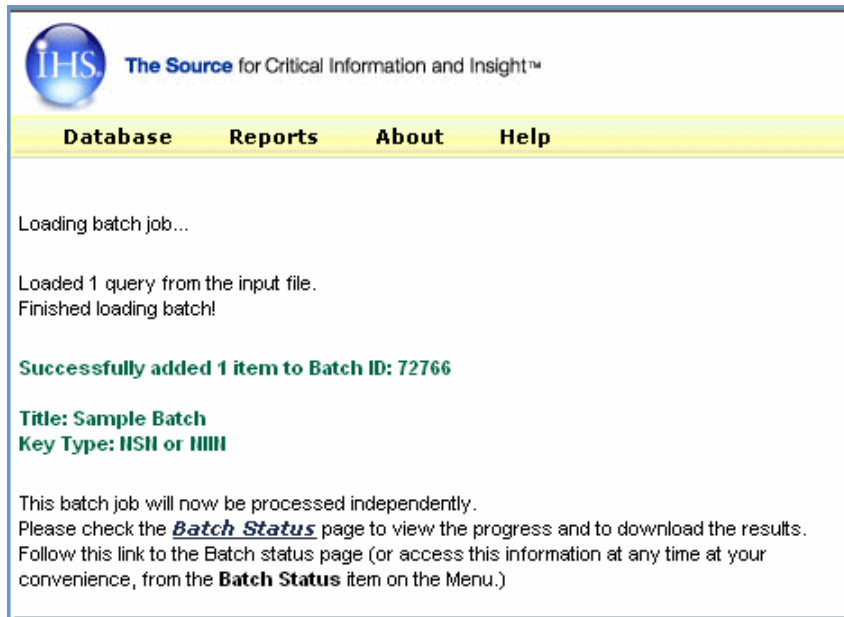 IHS
The Source for Critical Information and Insight™
Database Reports About Help
Loading batch job...
Loaded 1 query from the input file.
Finished loading batch!
Successfully added 1 item to Batch ID: 72766
Title: Sample Batch
Key Type: NSN or NIIN
This batch job will now be processed independently.
Please check the Batch Status page to view the progress and to download the results.
Follow this link to the Batch status page (or access this information at any time at your
convenience, from the Batch Status item on the Menu.)